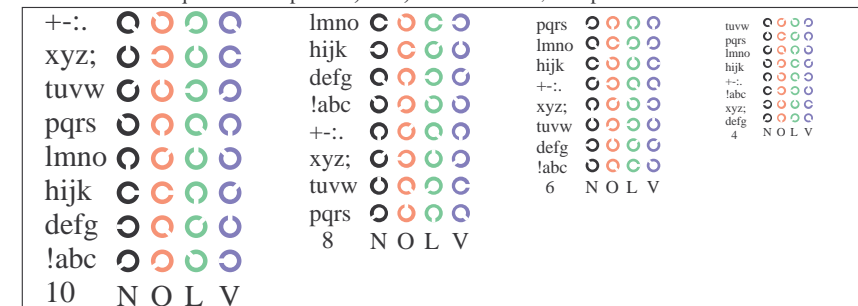 +-:.
xyz;
tuvw
pqrs
lmno
hijk
defg
!abc
10 N O L V
lmno
hijk
defg
!abc
+-:.
xyz;
tuvw
pqrs
8 N O L V
pqrs
lmno
hijk
+-:.
xyz;
tuvw
defg
!abc
6 N O L V
tuvw
pqrs
lmno
hijk
+-:.
!abc
xyz;
defg
4 N O L V